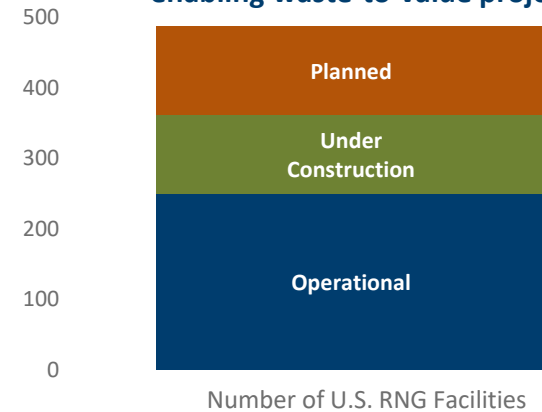 enabling waste-to-value
500
400
300
200
100
0
Planned
Under
Construction
Operational
Number of U.S. RNG Facilities